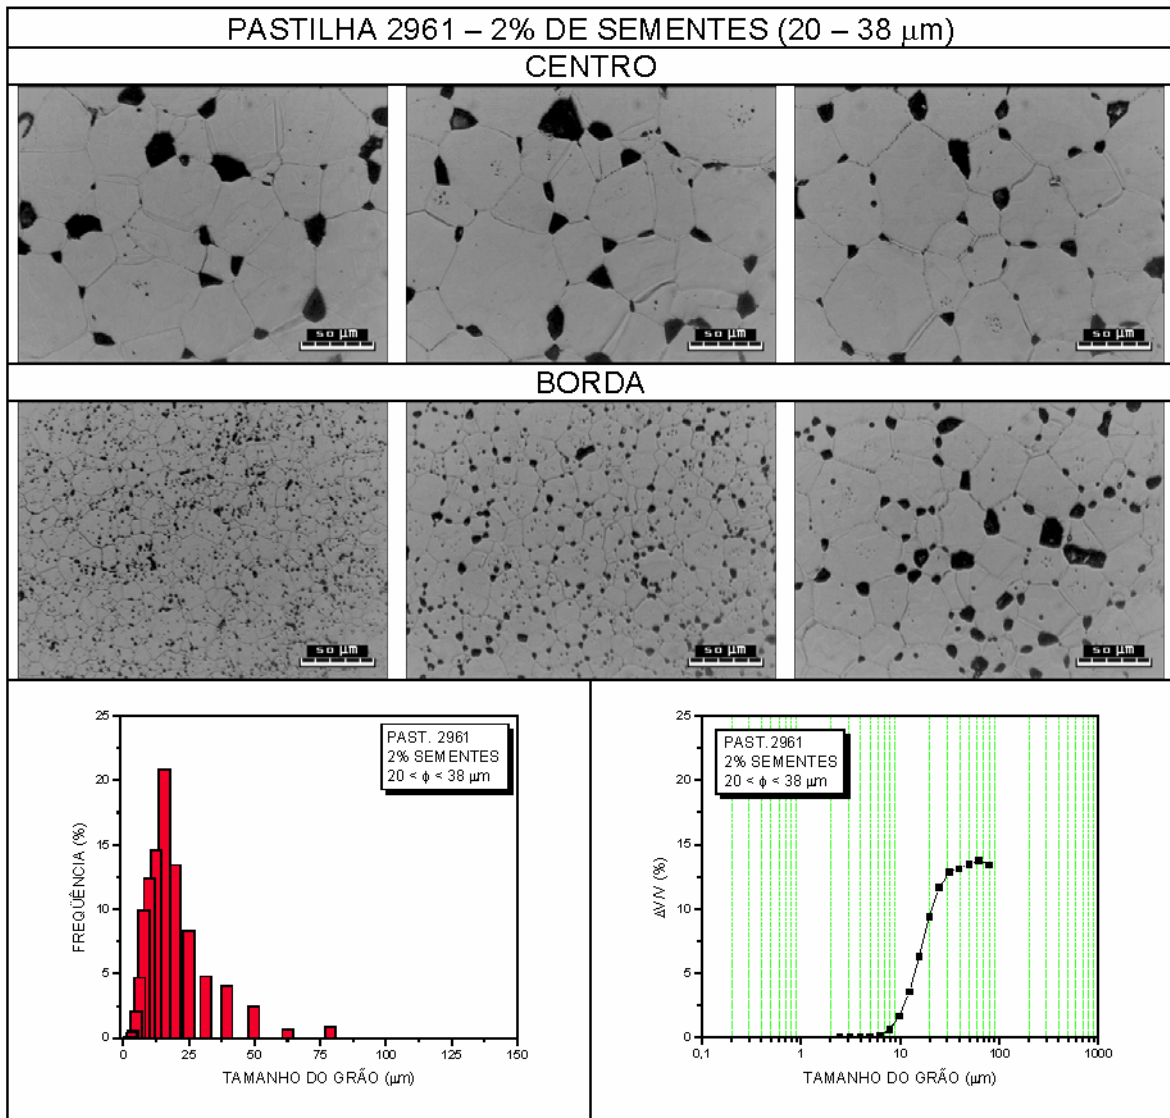 PASTILHA 2961 – 2% DE SEMENTES (20 – 38 μm)
CENTRO
50 μm
50 μm
50 μm
BORDA
50 μm
50 μm
50 μm
25
20
15
10
5
0
FREQÜÊNCIA (%)
PAST. 2961
2% SEMENTES
20 < ϕ < 38 μm
0
25
50
75
100
125
150
TAMANHO DO GRÃO (μm)
25
20
15
10
5
0
ΔV/V (%)
PAST. 2961
2% SEMENTES
20 < ϕ < 38 μm
0,1
1
10
100
1000
TAMANHO DO GRÃO (μm)